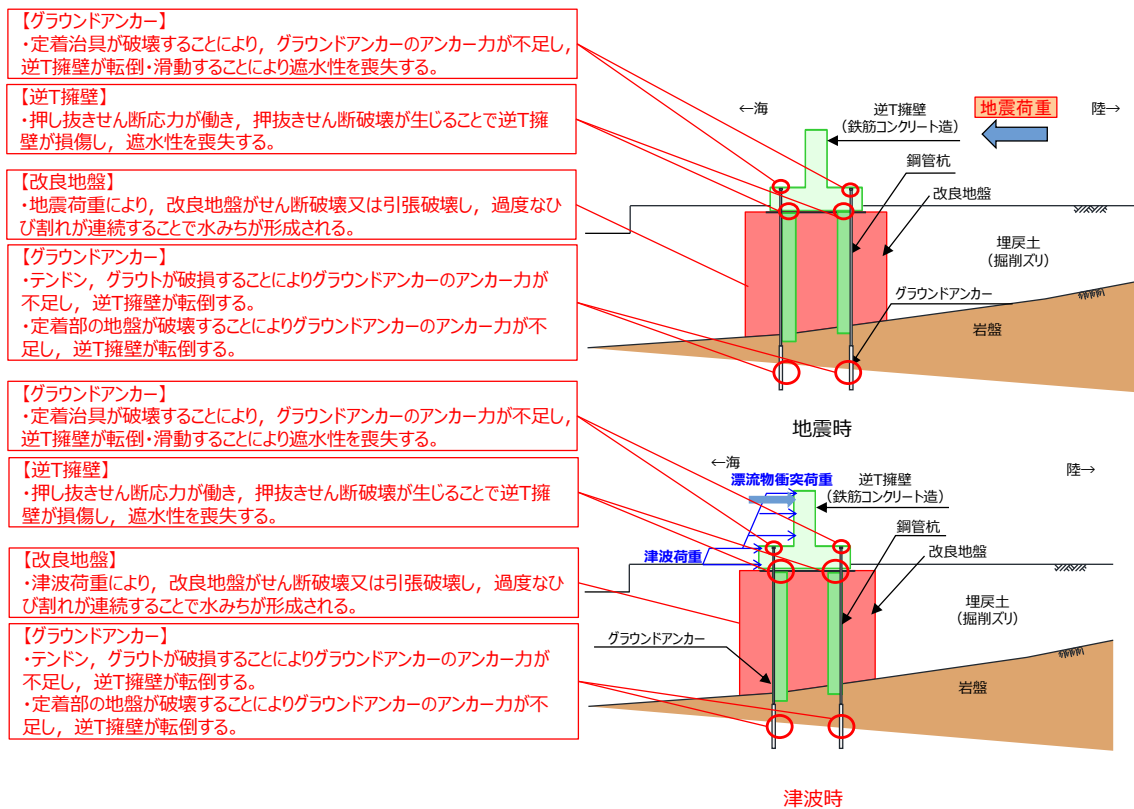 【グラウンドアンカー】
・定着治具が破壊することにより，グラウンドアンカーのアンカー力が不足し，
逆T擁壁が転倒・滑動することにより遮水性を喪失する。
【逆T擁壁】
・押し抜きせん断応力が働き，押抜きせん断破壊が生じることで逆T擁
壁が損傷し，遮水性を喪失する。
【改良地盤】
・地震荷重により，改良地盤がせん断破壊又は引張破壊し，過度なひ
び割れが連続することで水みちが形成される。
【グラウンドアンカー】
・テンドン，グラウトが破損することによりグラウンドアンカーのアンカー力が
不足し，逆T擁壁が転倒する。
・定着部の地盤が破壊することによりグラウンドアンカーのアンカー力が不
足し，逆T擁壁が転倒する。
←海
逆T擁壁
（鉄筋コンクリート造）
地震荷重
陸→
鋼管杭
改良地盤
埋戻土
（掘削ズリ）
グラウンドアンカー
岩盤
地震時
【グラウンドアンカー】
・定着治具が破壊することにより，グラウンドアンカーのアンカー力が不足し，
逆T擁壁が転倒・滑動することにより遮水性を喪失する。
【逆T擁壁】
・押し抜きせん断応力が働き，押抜きせん断破壊が生じることで逆T擁
壁が損傷し，遮水性を喪失する。
【改良地盤】
・津波荷重により，改良地盤がせん断破壊又は引張破壊し，過度なひ
び割れが連続することで水みちが形成される。
【グラウンドアンカー】
・テンドン，グラウトが破損することによりグラウンドアンカーのアンカー力が
不足し，逆T擁壁が転倒する。
・定着部の地盤が破壊することによりグラウンドアンカーのアンカー力が不
足し，逆T擁壁が転倒する。
←海
陸→
漂流物衝突荷重
逆T擁壁
（鉄筋コンクリート造）
鋼管杭
津波荷重
改良地盤
埋戻土
（掘削ズリ）
グラウンドアンカー
岩盤
津波時